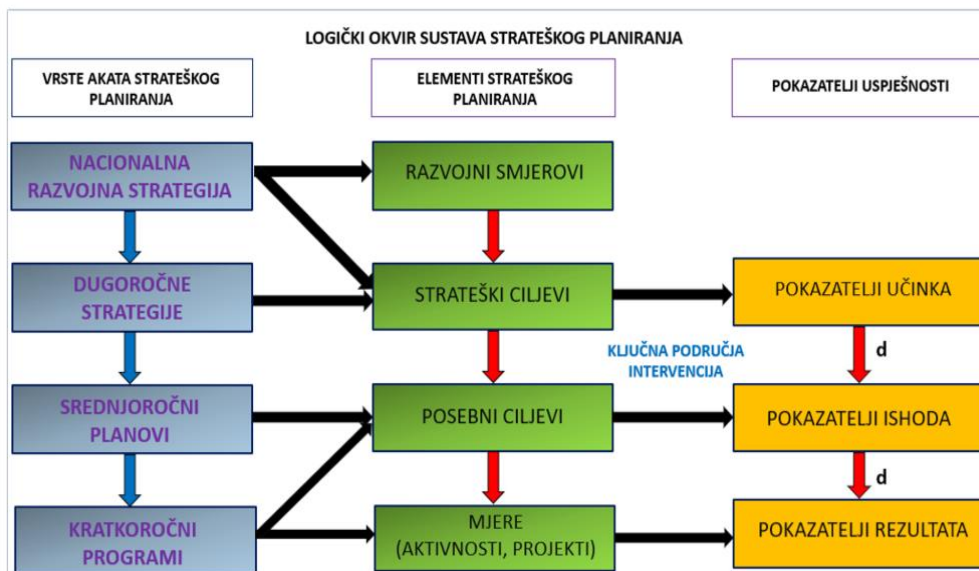 LOGIČKI OKVIR SUSTAVA STRATEŠKOG PLANIRANJA
VRSTE AKATA STRATEŠKOG
PLANIRANJA
ELEMENTI STRATEŠKOG
PLANIRANJA
POKAZATELJI USPJEŠNOSTI
NACIONALNA
RAZVOJNA STRATEGIJA
RAZVOJNI SMJEROVI
DUGOROČNE
STRATEGIJE
STRATEŠKI CILJEVI
POKAZATELJI UČINKA
KLJUČNA PODRUČJA
INTERVENCIJA
d
SREDNJOROČNI
PLANOVI
POSEBNI CILJEVI
POKAZATELJI ISHODA
d
KRATKOROČNI
PROGRAMI
MJERE
(AKTIVNOSTI, PROJEKTI)
POKAZATELJI REZULTATA